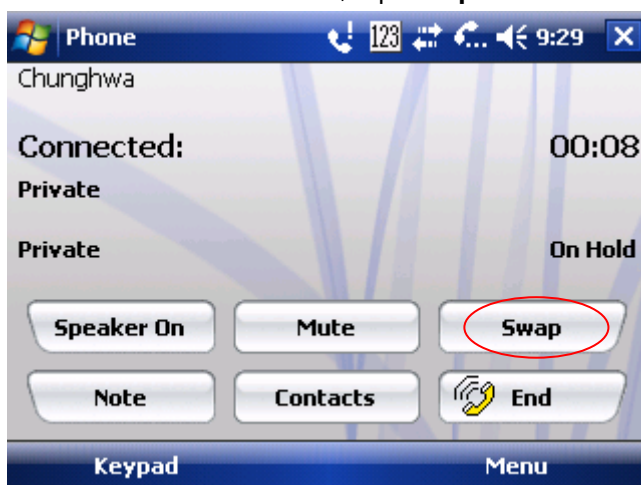 Phone 123 9:29
Chunghwa
Connected: 00:08
Private
Private On Hold
Speaker On Mute Swap
Note Contacts End
Keypad Menu